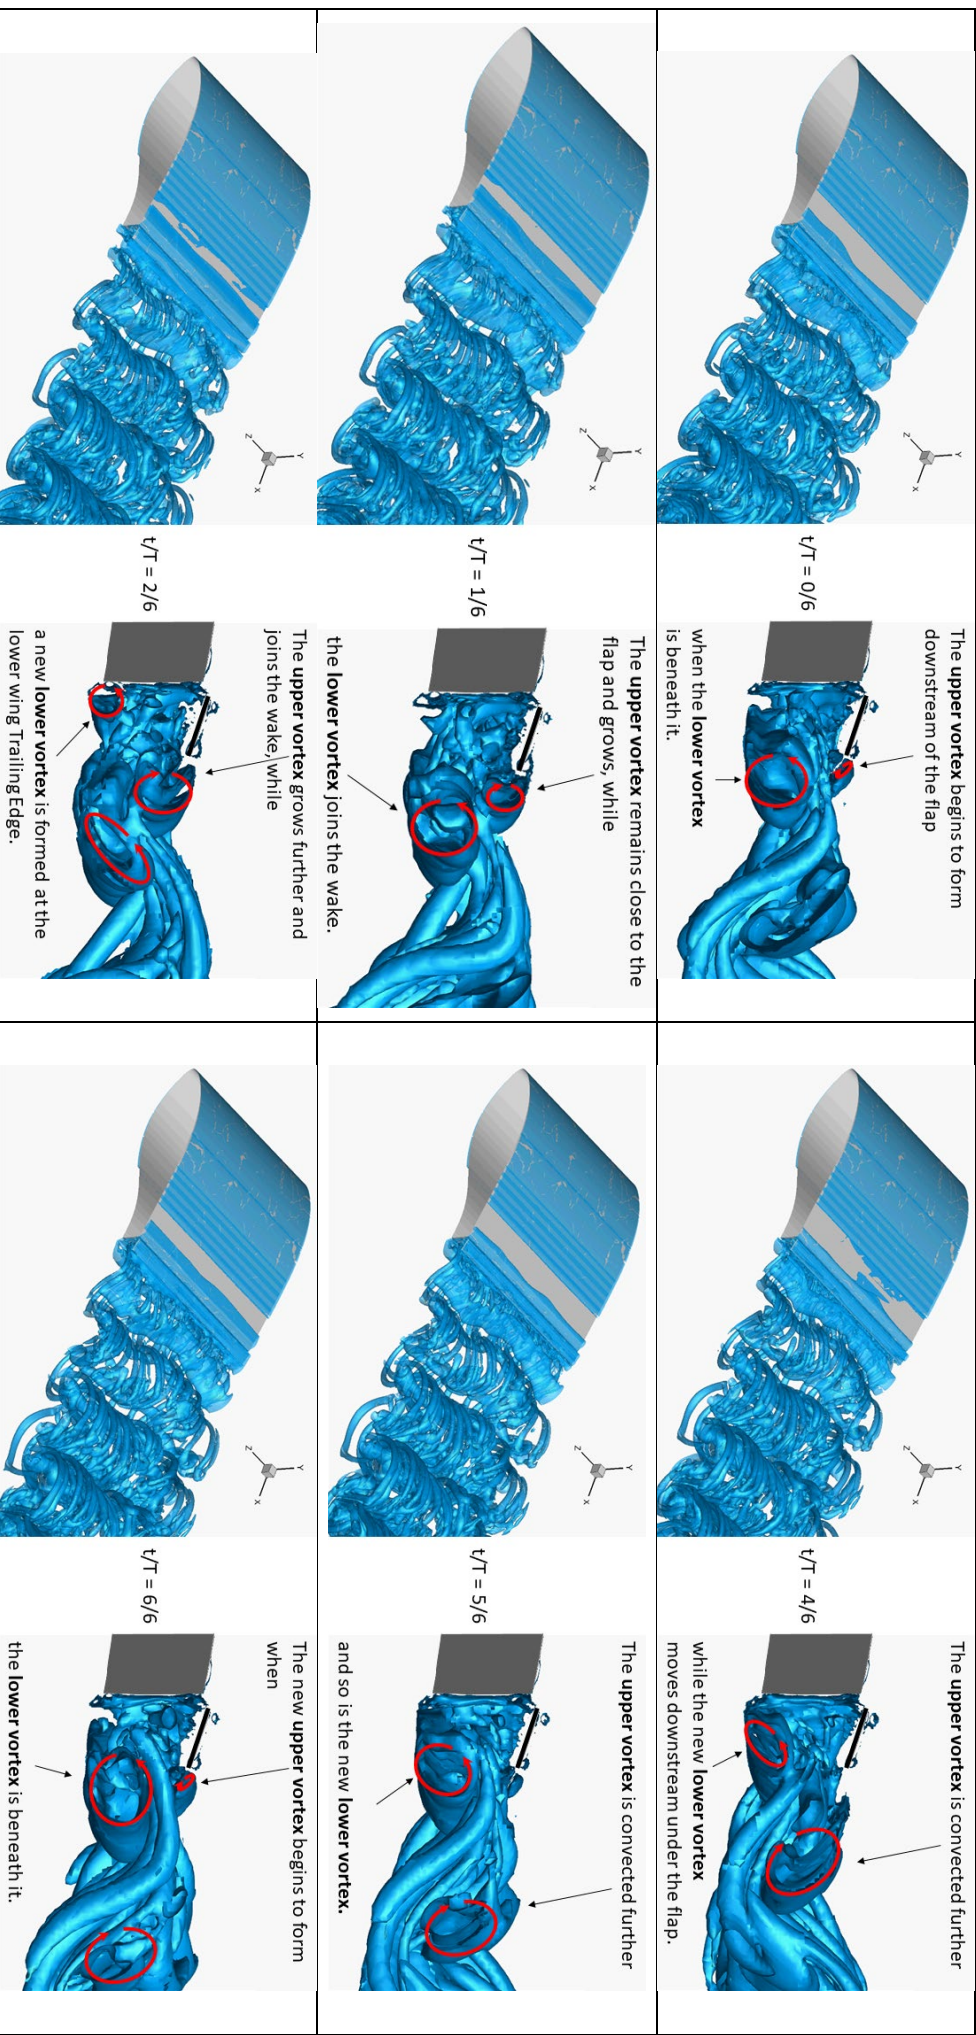 t/T = 0/6
The upper vortex begins to form
downstream of the flap
when the lower vortex
is beneath it.
Y
Z
X
t/T = 4/6
The upper vortex is convected further
while the new lower vortex
moves downstream under the flap.
Y
Z
X
t/T = 1/6
The upper vortex remains close to the
flap and grows, while
the lower vortex joins the wake.
Y
Z
X
t/T = 5/6
The upper vortex is convected further
and so is the new lower vortex.
Y
Z
X
t/T = 2/6
The upper vortex grows further and
joins the wake, while
a new lower vortex is formed at the
lower wing Trailing Edge.
Y
Z
X
t/T = 6/6
The new upper vortex begins to form
when
the lower vortex is beneath it.
Y
Z
X